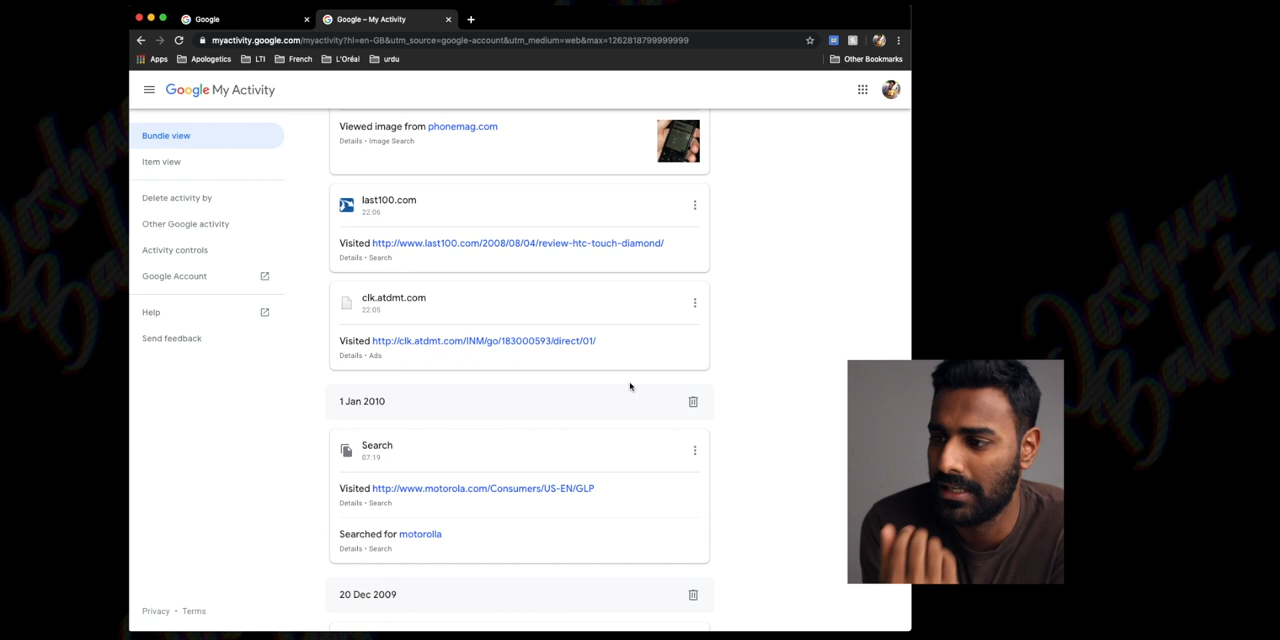 Google
Google – My Activity
myactivity.google.com/myactivity?hl=en-GB&utm_source=google-account&utm_medium=web&max=1262818799999999
Apps
Apologetics
LTI
French
L'Oréal
urdu
Other Bookmarks
Google My Activity
Bundle view
Item view
Delete activity by
Other Google activity
Activity controls
Google Account
Help
Send feedback
Privacy • Terms
Viewed image from phonemag.com
Details • Image Search
last100.com
22:06
Visited http://www.last100.com/2008/08/04/review-htc-touch-diamond/
Details • Search
clk.atdmt.com
22:05
Visited http://clk.atdmt.com/INM/go/183000593/direct/01/
Details • Ads
1 Jan 2010
Search
07:19
Visited http://www.motorola.com/Consumers/US-EN/GLP
Details • Search
Searched for motorolla
Details • Search
20 Dec 2009
Joshua